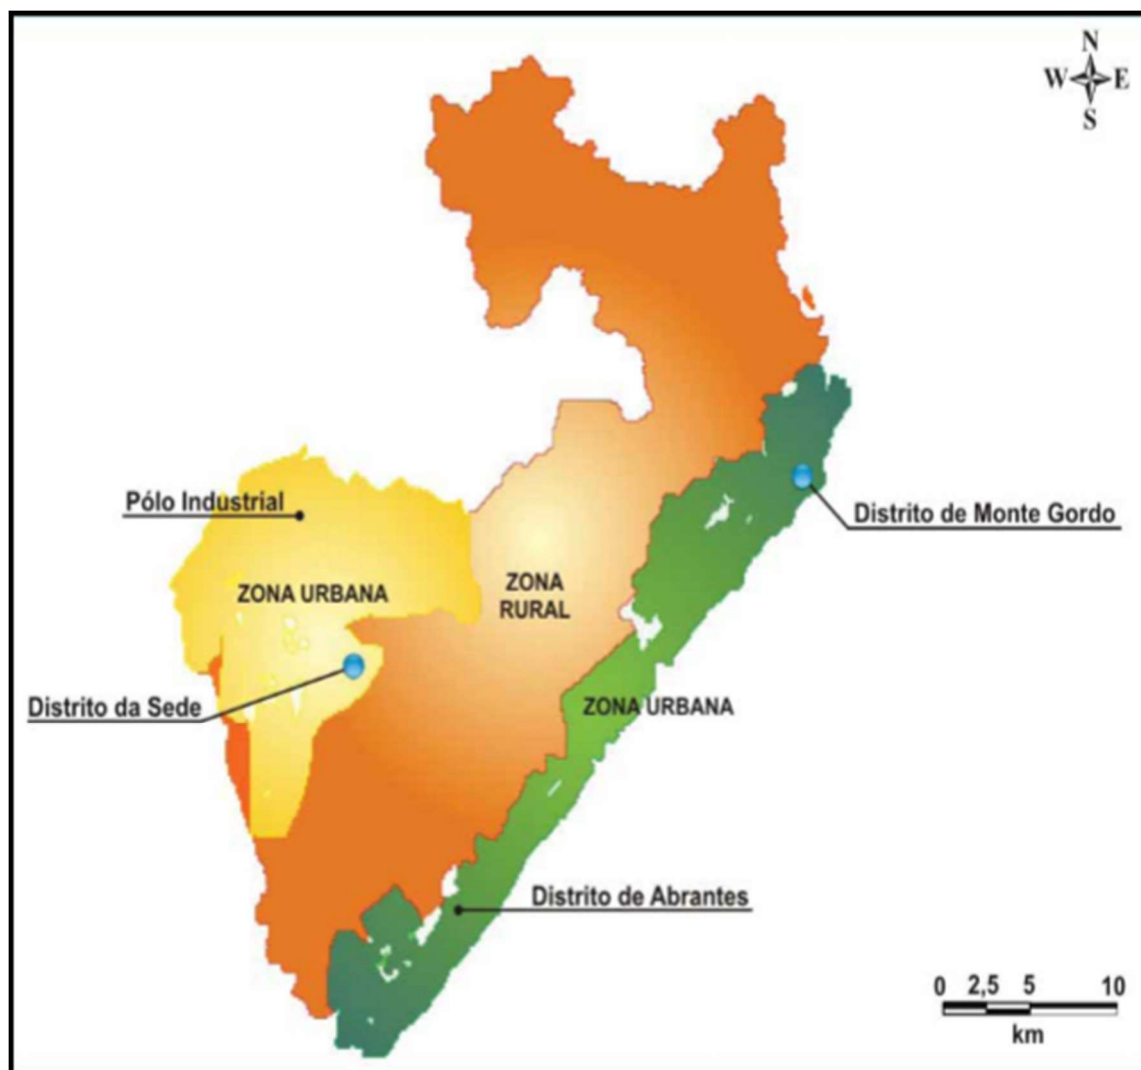 N
W E
S
Pólo Industrial
Distrito de Monte Gordo
ZONA URBANA
ZONA
RURAL
Distrito da Sede
ZONA URBANA
Distrito de Abrantes
0 2,5 5 10
km